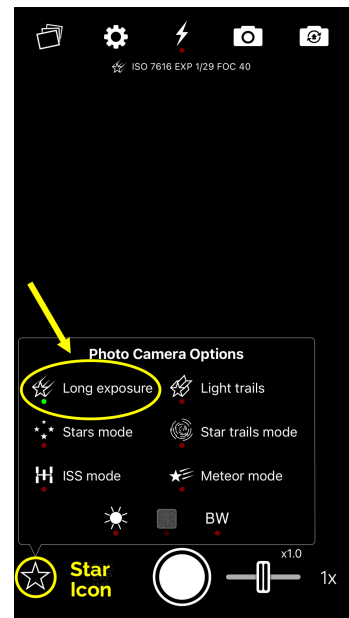 ISO 7616 EXP 1/29 FOC 40
Photo Camera Options
Long exposure
Light trails
Stars mode
Star trails mode
ISS mode
Meteor mode
BW
Star
Icon
x1.0
1x